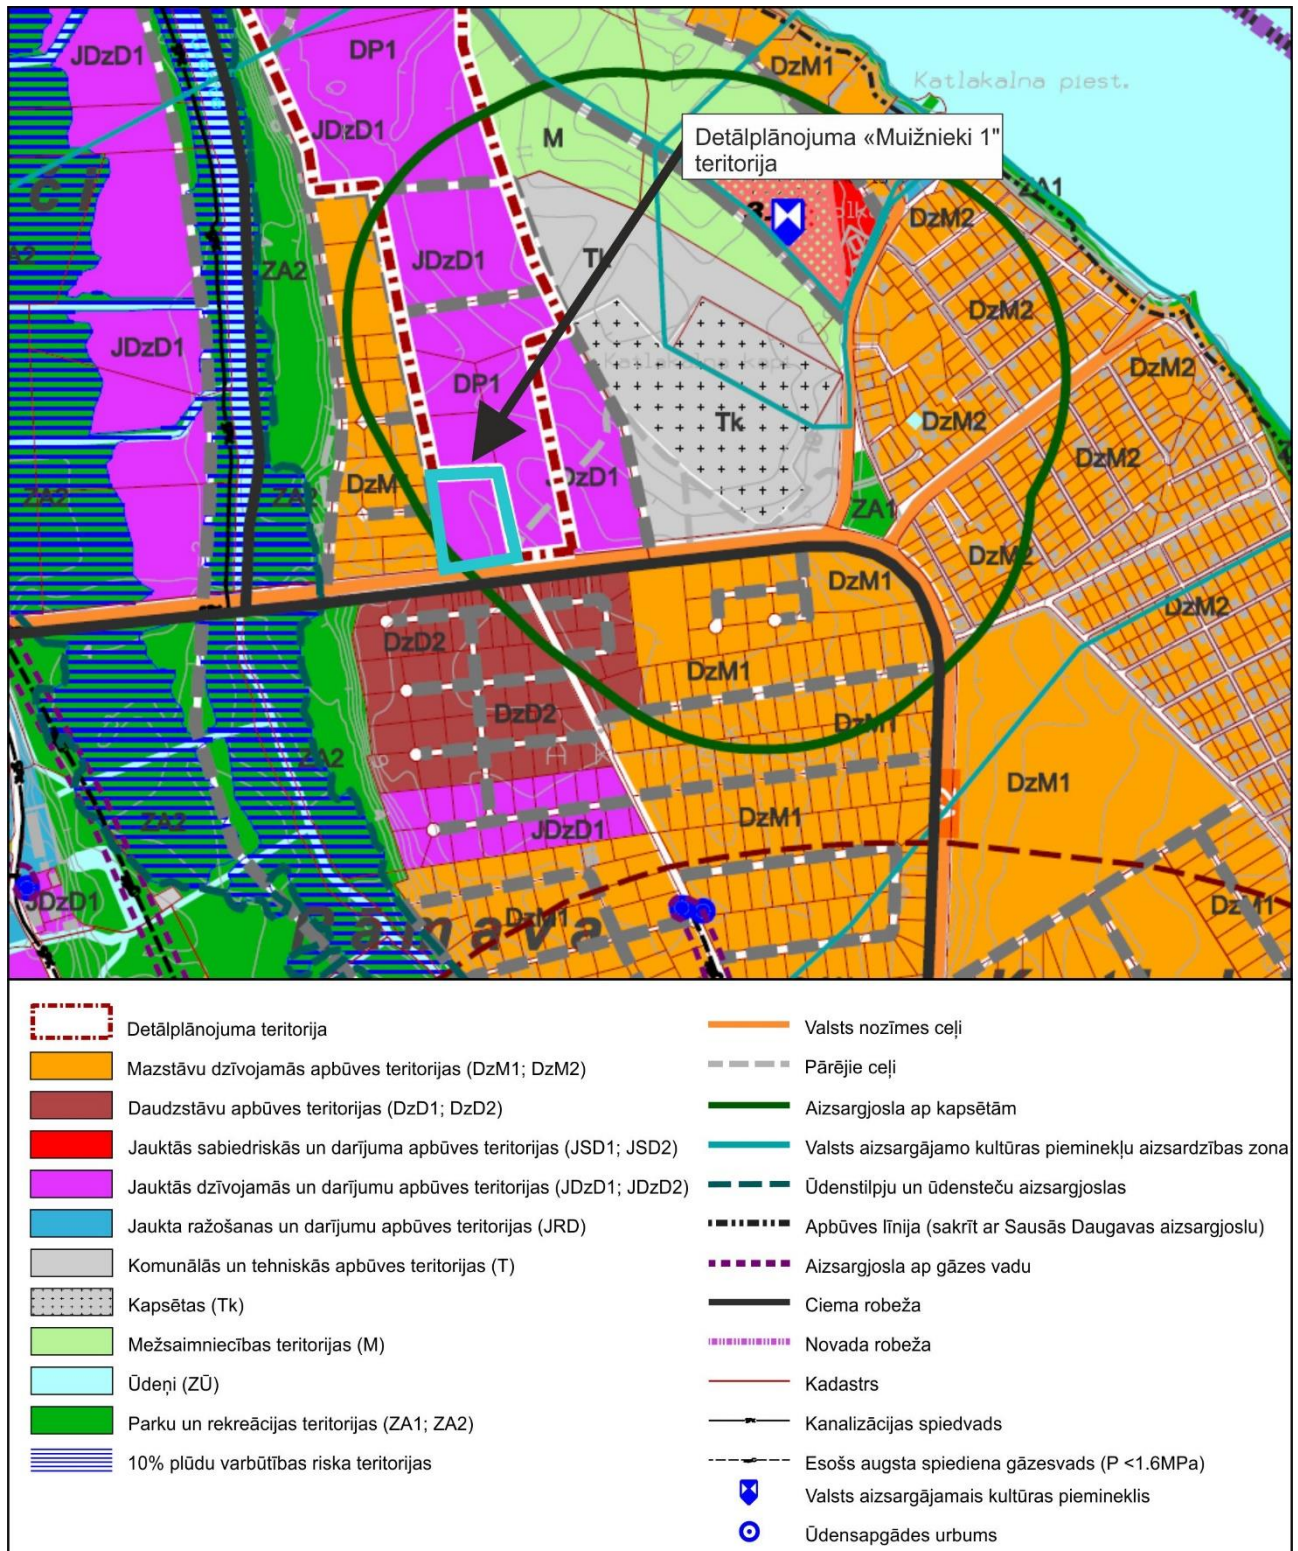 JDzD1
DP1
DzM1
Katlakalna piest.
JDzD1
M
Detālplānojuma «Muižnieki 1"
teritorija
ZA1
DzM2
ZA2
JDzD1
Tk
DzM2
JDzD1
DzM2
DP1
Tk
DzM2
DzM2
ZA2
ZA2
DzM
JDzD1
ZA1
DzM2
DzM1
DzM2
DzD2
DzM1
DzD2
DzM1
ZA2
DzM1
ZA2
JDzD1
DzM1
JDzD1
DzM1
DzM1
Ramava
Detālplānojuma teritorija
Mazstāvu dzīvojamās apbūves teritorijas (DzM1; DzM2)
Daudzstāvu apbūves teritorijas (DzD1; DzD2)
Jauktās sabiedriskās un darījuma apbūves teritorijas (JSD1; JSD2)
Jauktās dzīvojamās un darījumu apbūves teritorijas (JDzD1; JDzD2)
Jaukta ražošanas un darījumu apbūves teritorijas (JRD)
Komunālās un tehniskās apbūves teritorijas (T)
Kapsētas (Tk)
Mežsaimniecības teritorijas (M)
Ūdeņi (ZŪ)
Parku un rekreācijas teritorijas (ZA1; ZA2)
10% plūdu varbūtības riska teritorijas
Valsts nozīmes ceļi
Pārējie ceļi
Aizsargjosla ap kapsētām
Valsts aizsargājamo kultūras pieminekļu aizsardzības zona
Ūdenstilpju un ūdensteču aizsargjoslas
Apbūves līnija (sakrīt ar Sausās Daugavas aizsargjoslu)
Aizsargjosla ap gāzes vadu
Ciema robeža
Novada robeža
Kadastrs
Kanalizācijas spiedvads
Esošs augsta spiediena gāzesvads (P <1.6MPa)
Valsts aizsargājamais kultūras piemineklis
Ūdensapgādes urbums